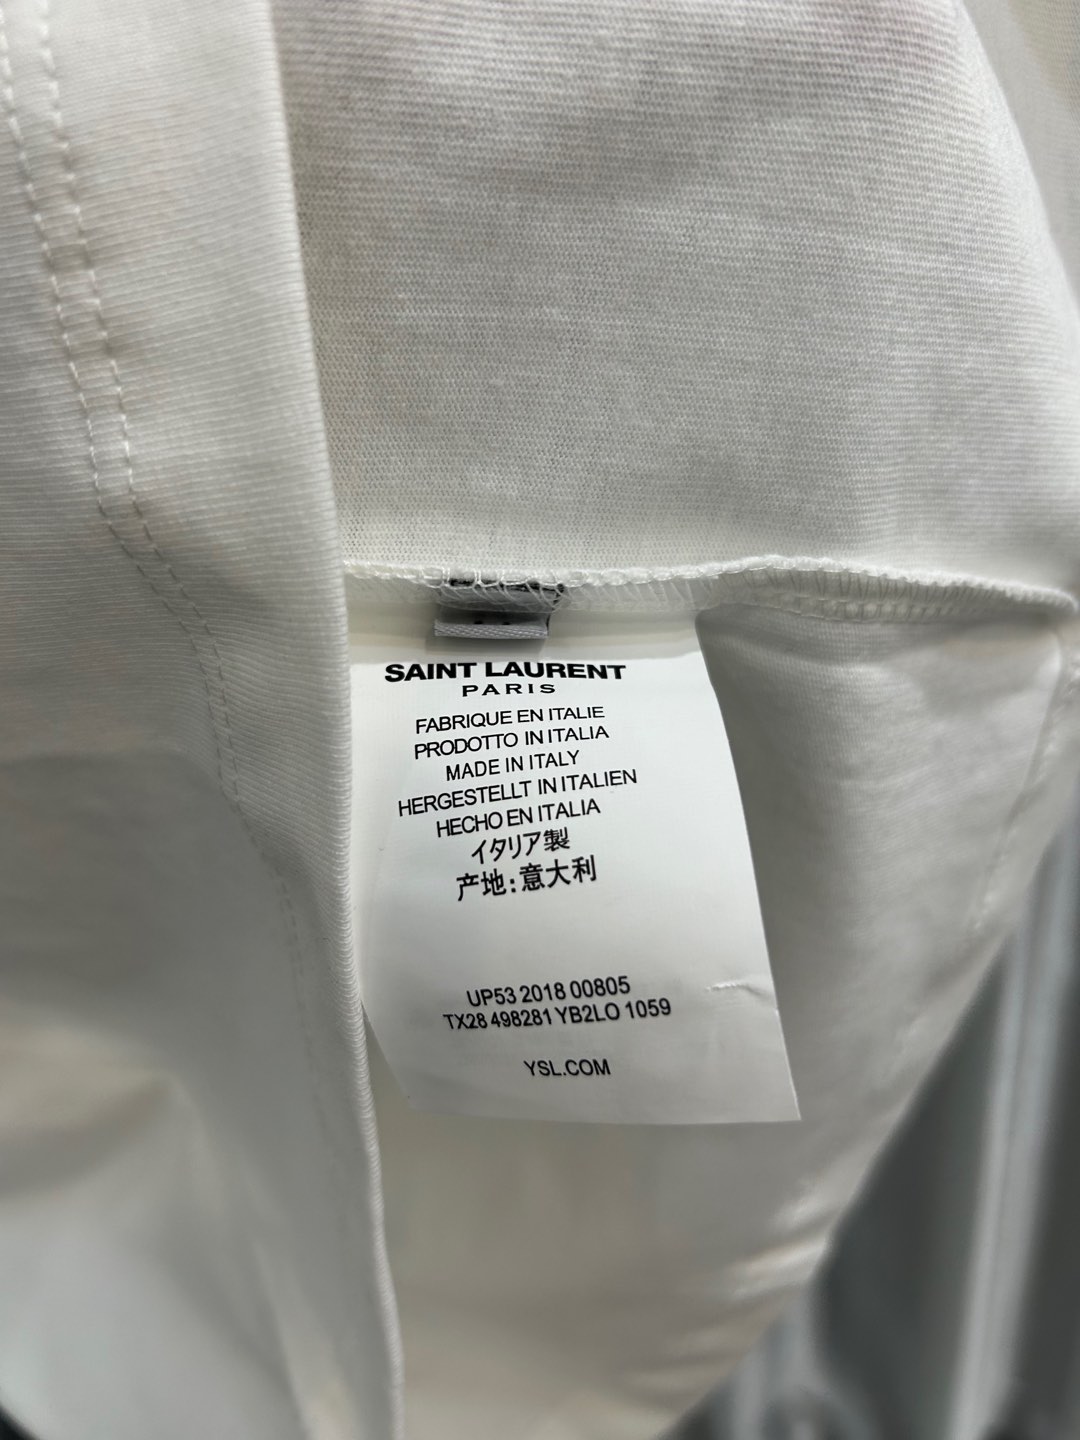 SAINT LAURENT
PARIS
FABRIQUE EN ITALIE
PRODOTTO IN ITALIA
MADE IN ITALY
HERGESTELLT IN ITALIEN
HECHO EN ITALIA
イタリア製
产地:意大利
UP53 2018 00805
TX28 498281 YB2LO 1059
YSL.COM